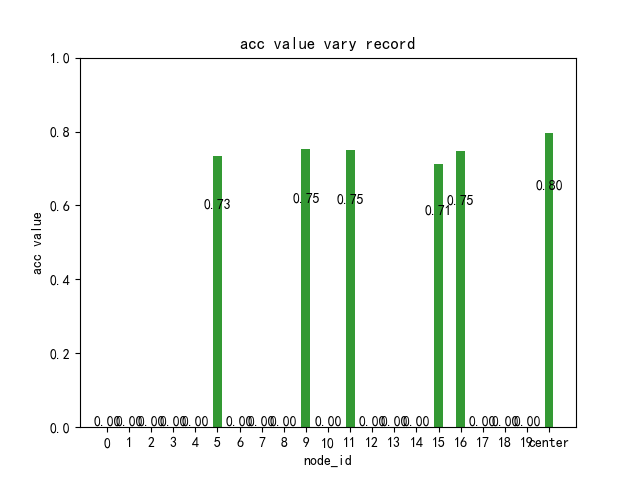 acc value vary record
1.0
0.8
0.6
0.4
0.2
0.0
acc value
0.00 0.00 0.00 0.00 0.00 0.73 0.00 0.00 0.00 0.75 0.00 0.75 0.00 0.00 0.00 0.71 0.75 0.00 0.00 0.00 0.80
0 1 2 3 4 5 6 7 8 9 10 11 12 13 14 15 16 17 18 19 center
node_id